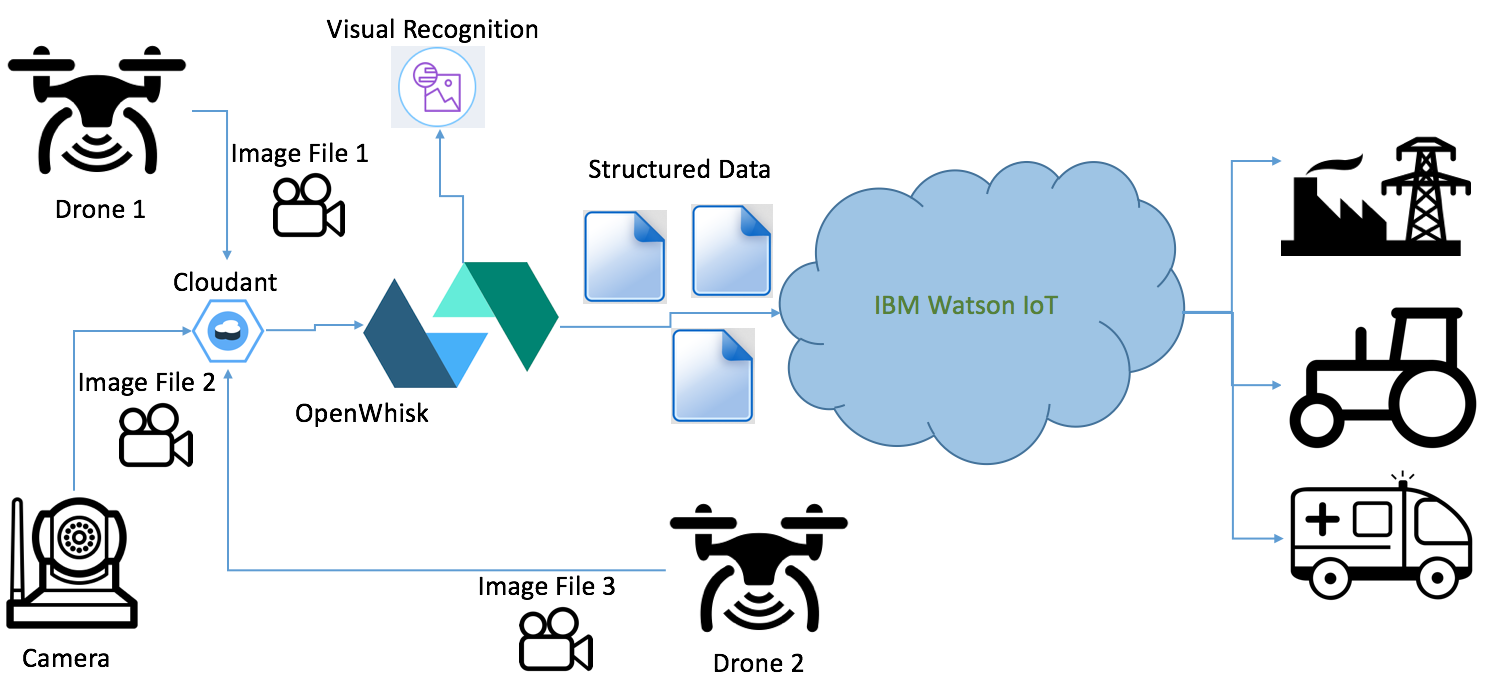 Visual Recognition
Image File 1
Structured Data
Drone 1
Cloudant
IBM Watson IoT
Image File 2
OpenWhisk
Image File 3
Camera
Drone 2